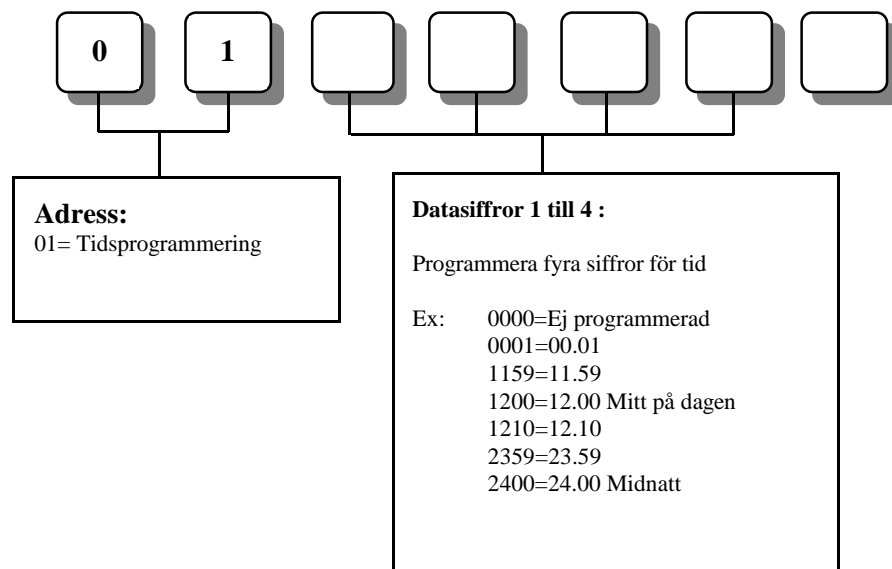 0 1
Adress:
01= Tidsprogrammering
Datasiffror 1 till 4 :
Programmera fyra siffror för tid
Ex: 0000=Ej programmerad
0001=00.01
1159=11.59
1200=12.00 Mitt på dagen
1210=12.10
2359=23.59
2400=24.00 Midnatt